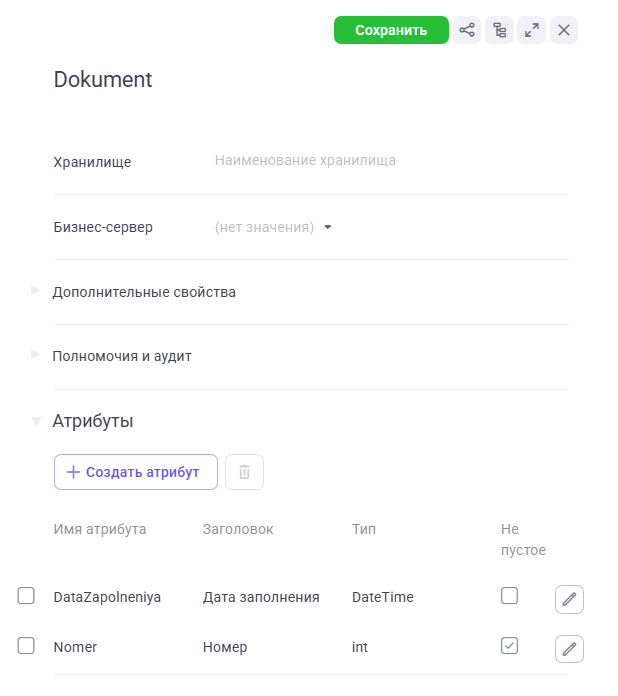 Сохранить
Dokument
Хранилище Наименование хранилища
Бизнес-сервер (нет значения)
Дополнительные свойства
Полномочия и аудит
Атрибуты
Создать атрибут
Имя атрибута Заголовок Тип Не
пустое
DataZapolneniya Дата заполнения DateTime
Nomer Номер int